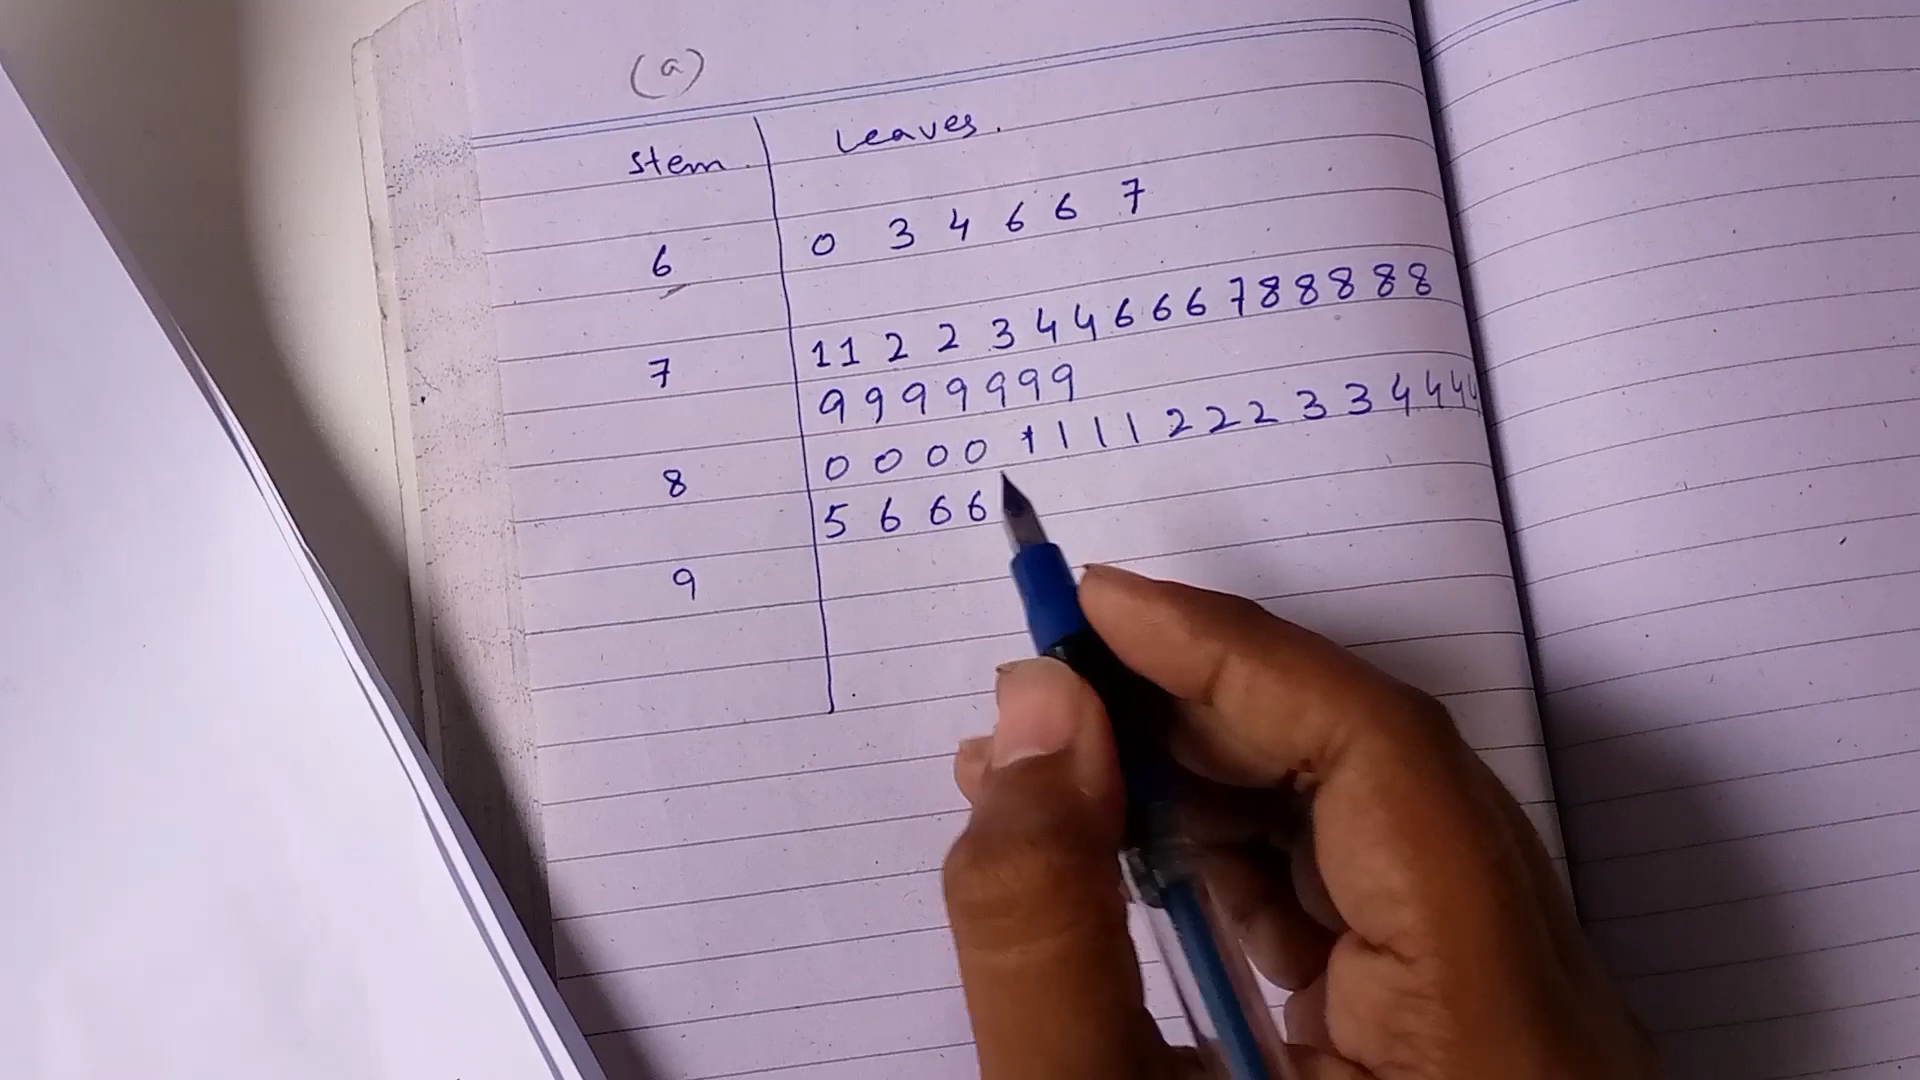 (a)
Stem Leaves.
6 0 3 4 6 6 7
7 1 1 2 2 3 4 4 6 6 6 7 8 8 8 8 8
9 9 9 9 9 9 9
8 0 0 0 0 1 1 1 1 2 2 2 3 3 4 4 4 4
5 6 6 6
9